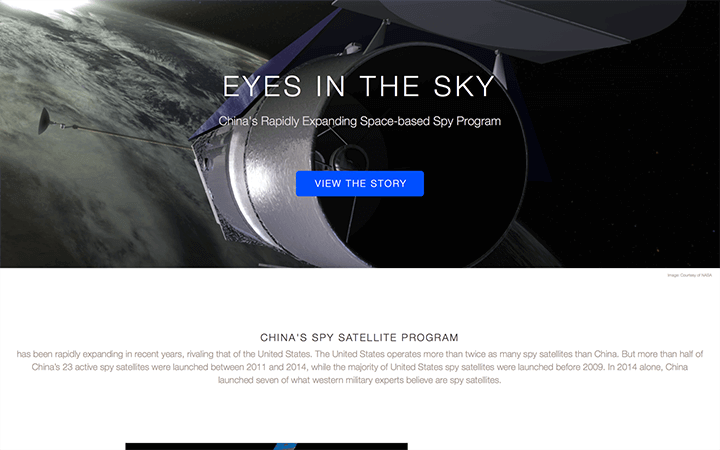 EYES IN THE SKY
China's Rapidly Expanding Space-based Spy Program
VIEW THE STORY
Image: Courtesy of NASA
CHINA'S SPY SATELLITE PROGRAM
has been rapidly expanding in recent years, rivaling that of the United States. The United States operates more than twice as many spy satellites than China. But more than half of
China's 23 active spy satellites were launched between 2011 and 2014, while the majority of United States spy satellites were launched before 2009. In 2014 alone, China
launched seven of what western military experts believe are spy satellites.